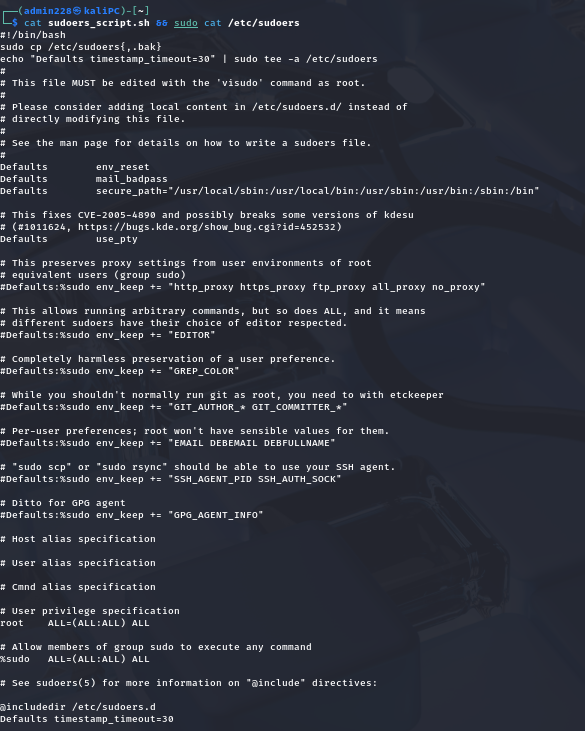 ┌──(admin228㉿kaliPC)-[~]
└─$ cat sudoers_script.sh && sudo cat /etc/sudoers
#!/bin/bash
sudo cp /etc/sudoers{,.bak}
echo "Defaults timestamp_timeout=30" | sudo tee -a /etc/sudoers
#
# This file MUST be edited with the 'visudo' command as root.
#
# Please consider adding local content in /etc/sudoers.d/ instead of
# directly modifying this file.
#
# See the man page for details on how to write a sudoers file.
#
Defaults        env_reset
Defaults        mail_badpass
Defaults        secure_path="/usr/local/sbin:/usr/local/bin:/usr/sbin:/usr/bin:/sbin:/bin"

# This fixes CVE-2005-4890 and possibly breaks some versions of kdesu
# (#1011624, https://bugs.kde.org/show_bug.cgi?id=452532)
Defaults        use_pty

# This preserves proxy settings from user environments of root
# equivalent users (group sudo)
#Defaults:%sudo env_keep += "http_proxy https_proxy ftp_proxy all_proxy no_proxy"

# This allows running arbitrary commands, but so does ALL, and it means
# different sudoers have their choice of editor respected.
#Defaults:%sudo env_keep += "EDITOR"

# Completely harmless preservation of a user preference.
#Defaults:%sudo env_keep += "GREP_COLOR"

# While you shouldn't normally run git as root, you need to with etckeeper
#Defaults:%sudo env_keep += "GIT_AUTHOR_* GIT_COMMITTER_*"

# Per-user preferences; root won't have sensible values for them.
#Defaults:%sudo env_keep += "EMAIL DEBEMAIL DEBFULLNAME"

# "sudo scp" or "sudo rsync" should be able to use your SSH agent.
#Defaults:%sudo env_keep += "SSH_AGENT_PID SSH_AUTH_SOCK"

# Ditto for GPG agent
#Defaults:%sudo env_keep += "GPG_AGENT_INFO"

# Host alias specification

# User alias specification

# Cmnd alias specification

# User privilege specification
root    ALL=(ALL:ALL) ALL

# Allow members of group sudo to execute any command
%sudo   ALL=(ALL:ALL) ALL

# See sudoers(5) for more information on "@include" directives:

@includedir /etc/sudoers.d
Defaults timestamp_timeout=30